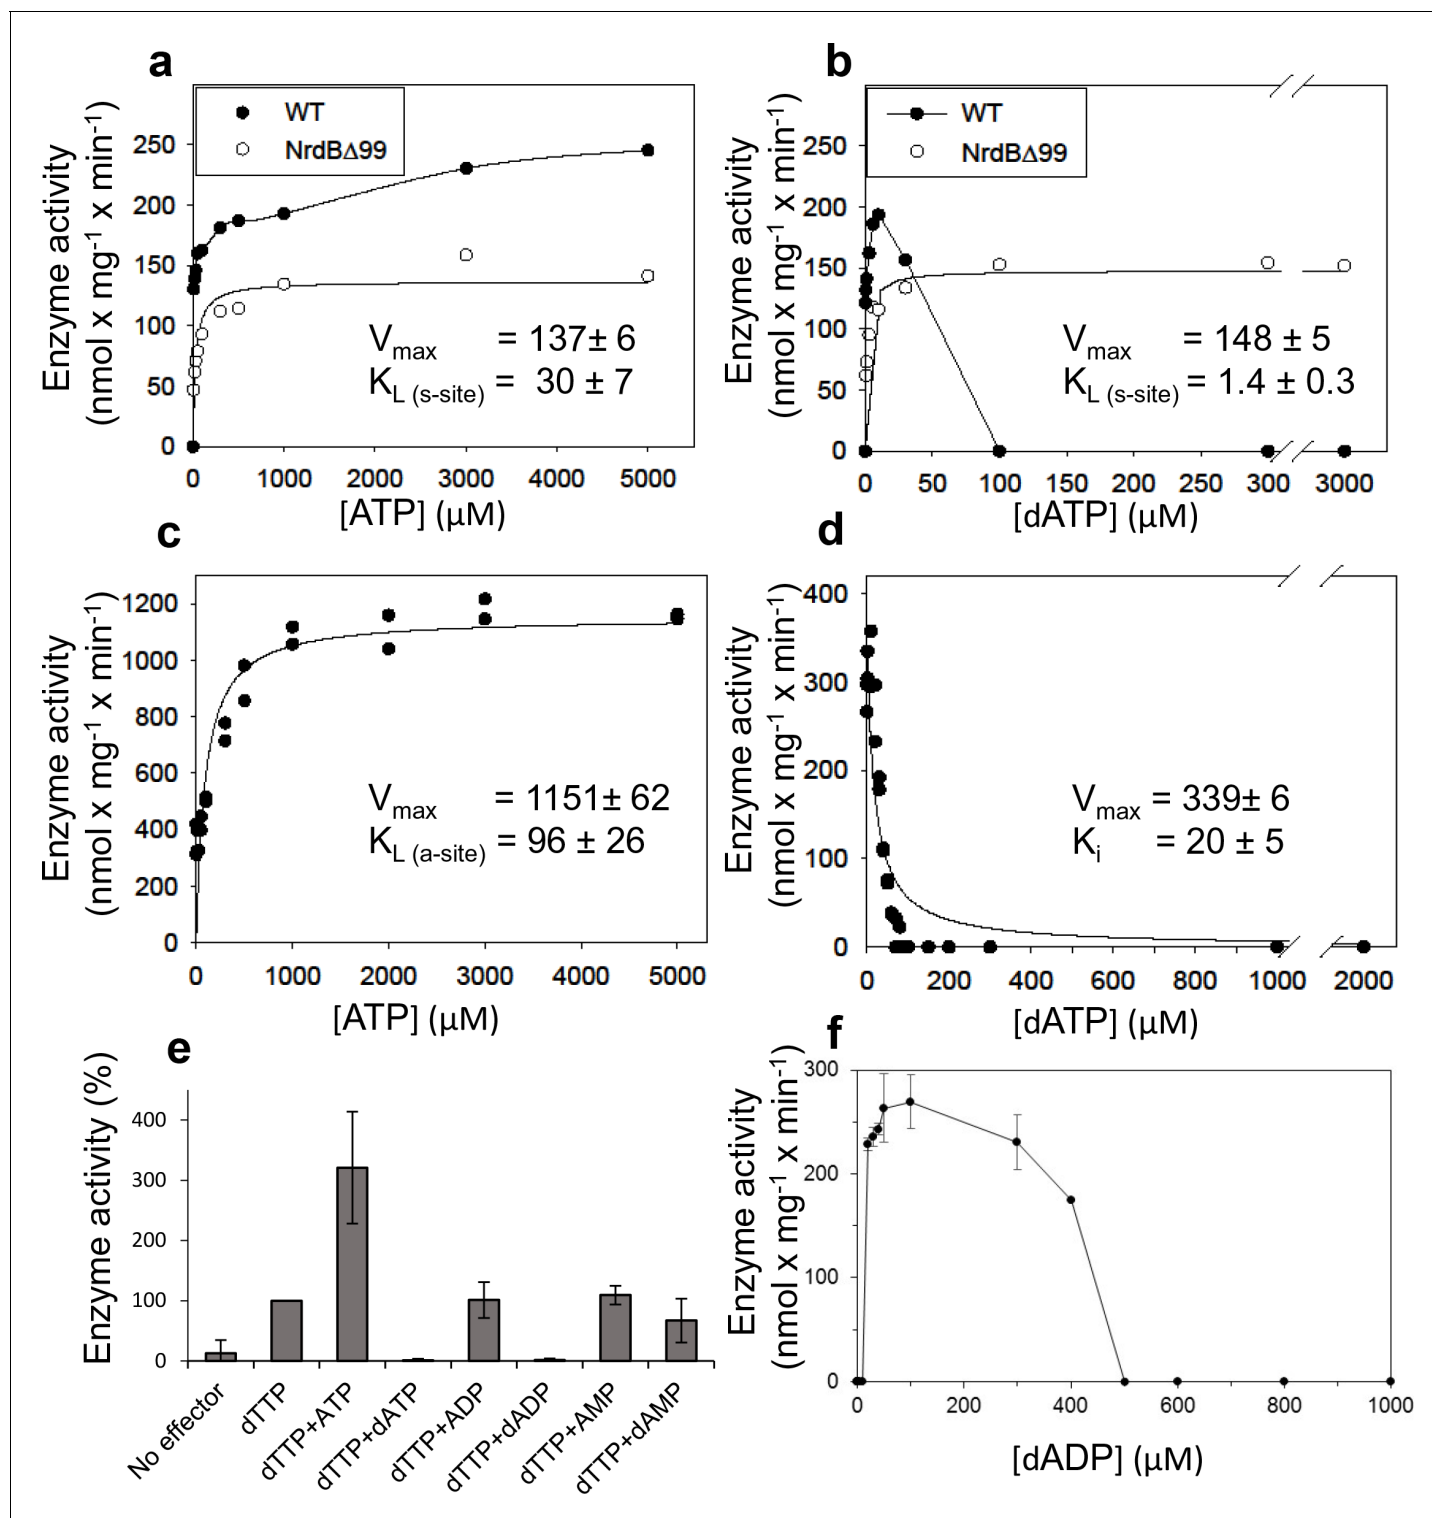 a
Enzyme activity
(nmol x mg⁻¹ x min⁻¹)
WT
NrdBΔ99
250
200
150
100
50
0
Vmax = 137± 6
KL (s-site) = 30 ± 7
0 1000 2000 3000 4000 5000
[ATP] (µM)
b
Enzyme activity
(nmol x mg⁻¹ x min⁻¹)
WT
NrdBΔ99
250
200
150
100
50
0
Vmax = 148 ± 5
KL (s-site) = 1.4 ± 0.3
0 50 100 150 200 250 300 3000
[dATP] (µM)
c
Enzyme activity
(nmol x mg⁻¹ x min⁻¹)
1200
1000
800
600
400
200
0
Vmax = 1151± 62
KL (a-site) = 96 ± 26
0 1000 2000 3000 4000 5000
[ATP] (µM)
d
Enzyme activity
(nmol x mg⁻¹ x min⁻¹)
400
300
200
100
0
Vmax = 339± 6
Ki = 20 ± 5
0 200 400 600 800 1000 2000
[dATP] (µM)
e
Enzyme activity (%)
400
300
200
100
0
No effector
dTTP
dTTP+ATP
dTTP+dATP
dTTP+ADP
dTTP+dADP
dTTP+AMP
dTTP+dAMP
f
Enzyme activity
(nmol x mg⁻¹ x min⁻¹)
300
200
100
0
0 200 400 600 800 1000
[dADP] (µM)